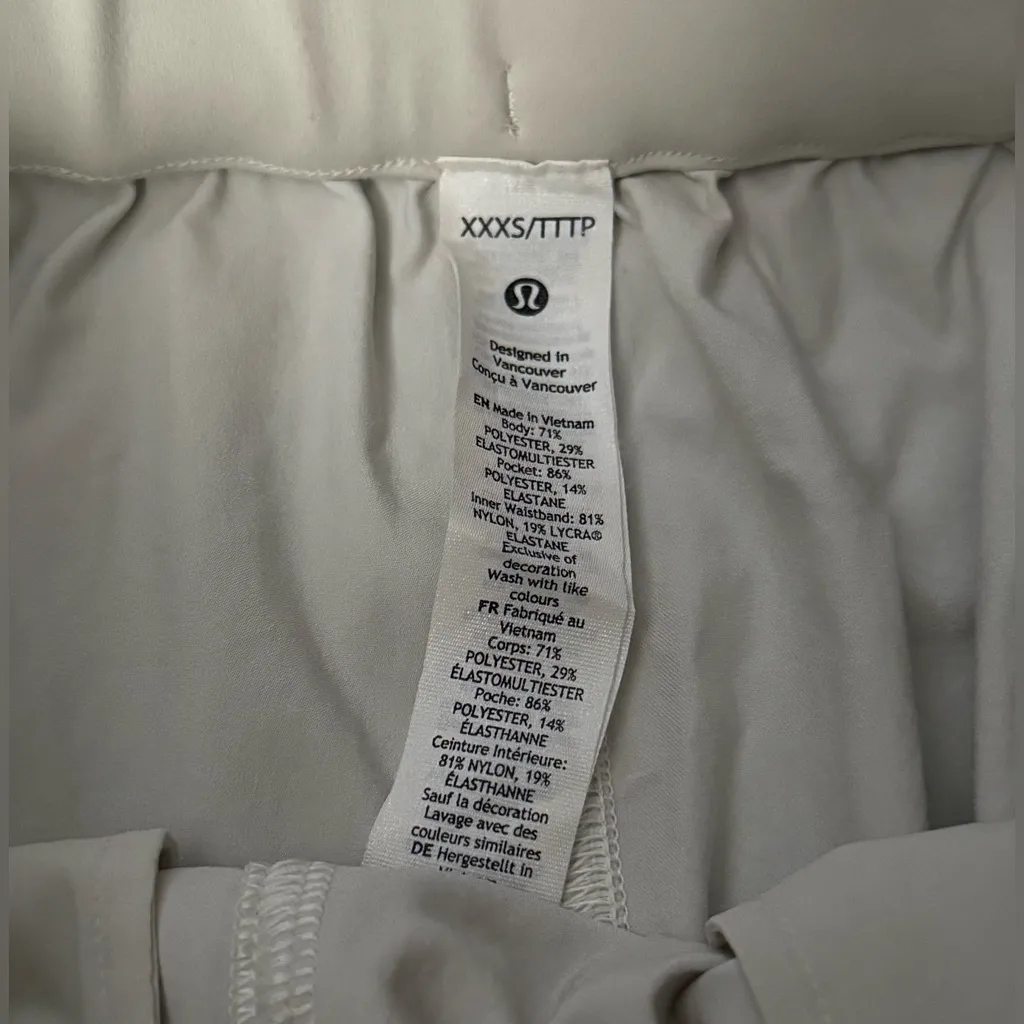 XXXS/TTTP
Designed in
Vancouver
Conçu à Vancouver
EN Made in Vietnam
Body: 71%
POLYESTER, 29%
ELASTOMULTIESTER
Pocket: 86%
POLYESTER, 14%
ELASTANE
Inner Waistband: 81%
NYLON, 19% LYCRA®
ELASTANE
Exclusive of
decoration
Wash with like
colours
FR Fabriqué au
Vietnam
Corps: 71%
POLYESTER, 29%
ÉLASTOMULTIESTER
Poche: 86%
POLYESTER, 14%
ÉLASTHANNE
Ceinture Intérieure:
81% NYLON, 19%
ÉLASTHANNE
Sauf la décoration
Lavage avec des
couleurs similaires
DE Hergestellt in